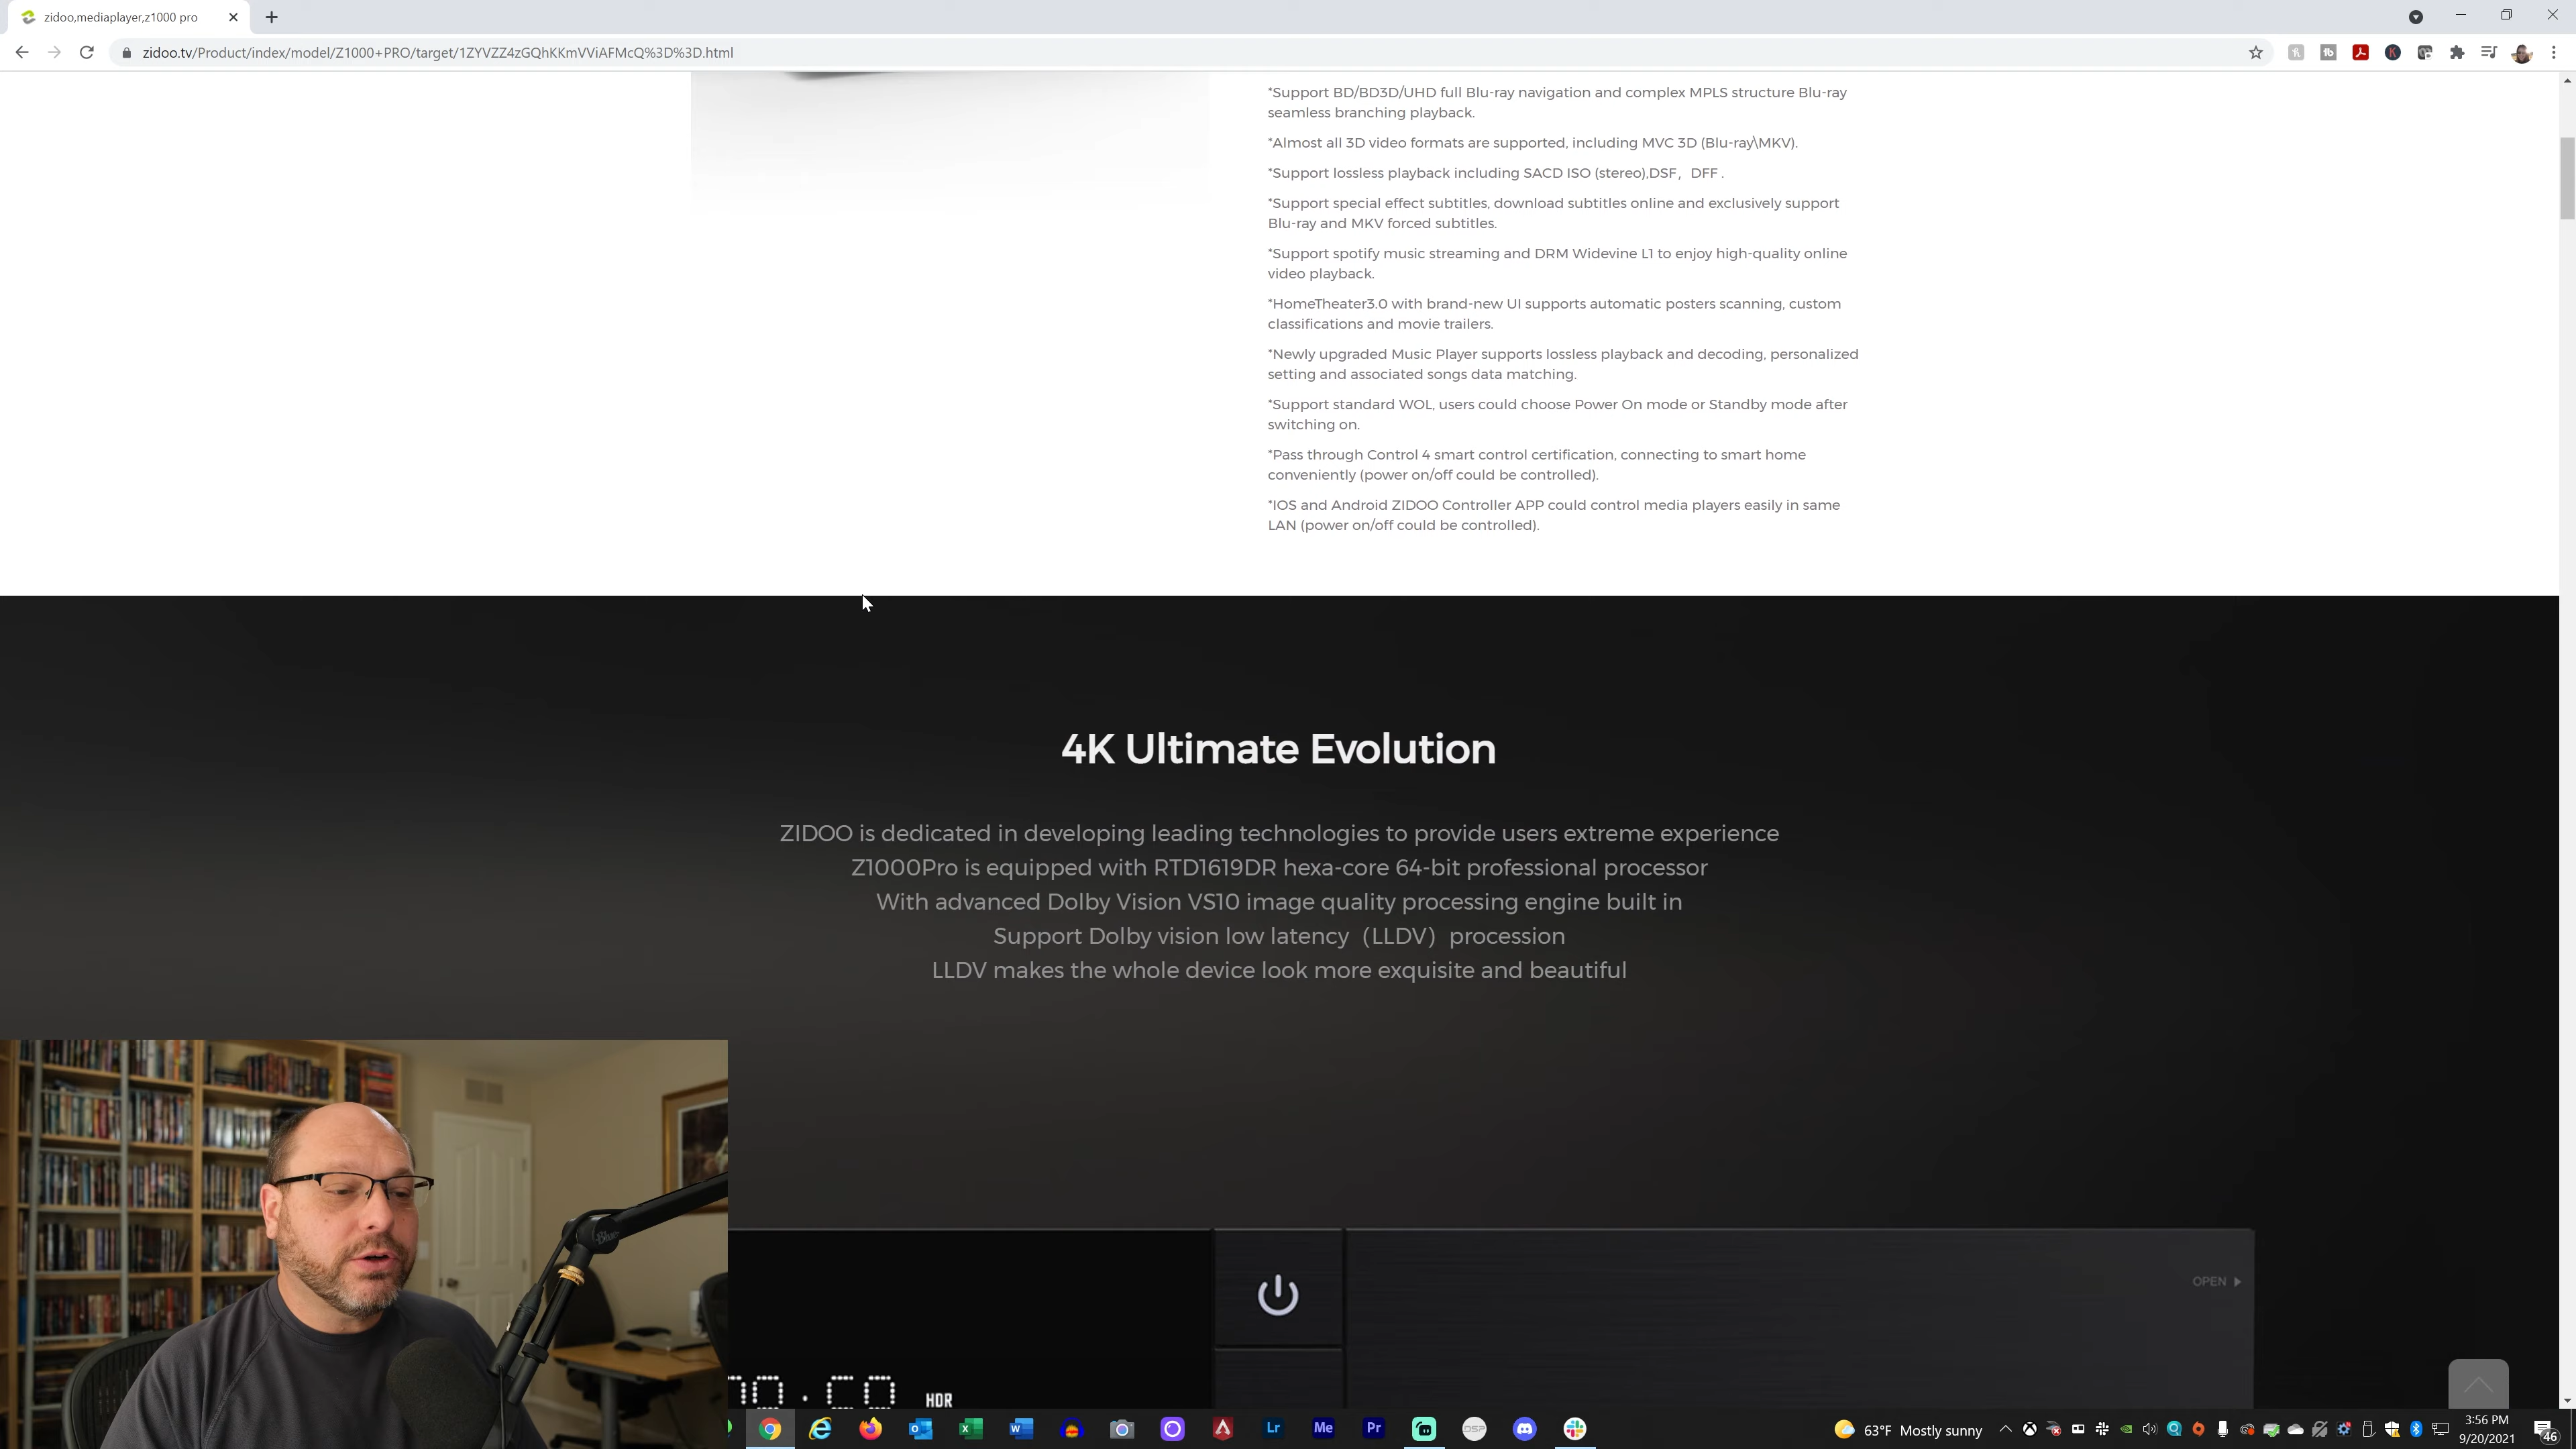 zidoo,mediaplayer,z1000 pro
zidoo.tv/Product/index/model/Z1000+PRO/target/1ZYVZZ4zGQhKKmVViAFMcQ%3D%3D.html
*Support BD/BD3D/UHD full Blu-ray navigation and complex MPLS structure Blu-ray
seamless branching playback.
*Almost all 3D video formats are supported, including MVC 3D (Blu-ray\MKV).
*Support lossless playback including SACD ISO (stereo),DSF，DFF .
*Support special effect subtitles, download subtitles online and exclusively support
Blu-ray and MKV forced subtitles.
*Support spotify music streaming and DRM Widevine L1 to enjoy high-quality online
video playback.
*HomeTheater3.0 with brand-new UI supports automatic posters scanning, custom
classifications and movie trailers.
*Newly upgraded Music Player supports lossless playback and decoding, personalized
setting and associated songs data matching.
*Support standard WOL, users could choose Power On mode or Standby mode after
switching on.
*Pass through Control 4 smart control certification, connecting to smart home
conveniently (power on/off could be controlled).
*IOS and Android ZIDOO Controller APP could control media players easily in same
LAN (power on/off could be controlled).
4K Ultimate Evolution
ZIDOO is dedicated in developing leading technologies to provide users extreme experience
Z1000Pro is equipped with RTD1619DR hexa-core 64-bit professional processor
With advanced Dolby Vision VS10 image quality processing engine built in
Support Dolby vision low latency（LLDV）procession
LLDV makes the whole device look more exquisite and beautiful
OPEN
HDR
Blue
Lr
Me
Pr
DSP
63°F Mostly sunny
3:56 PM
9/20/2021
46